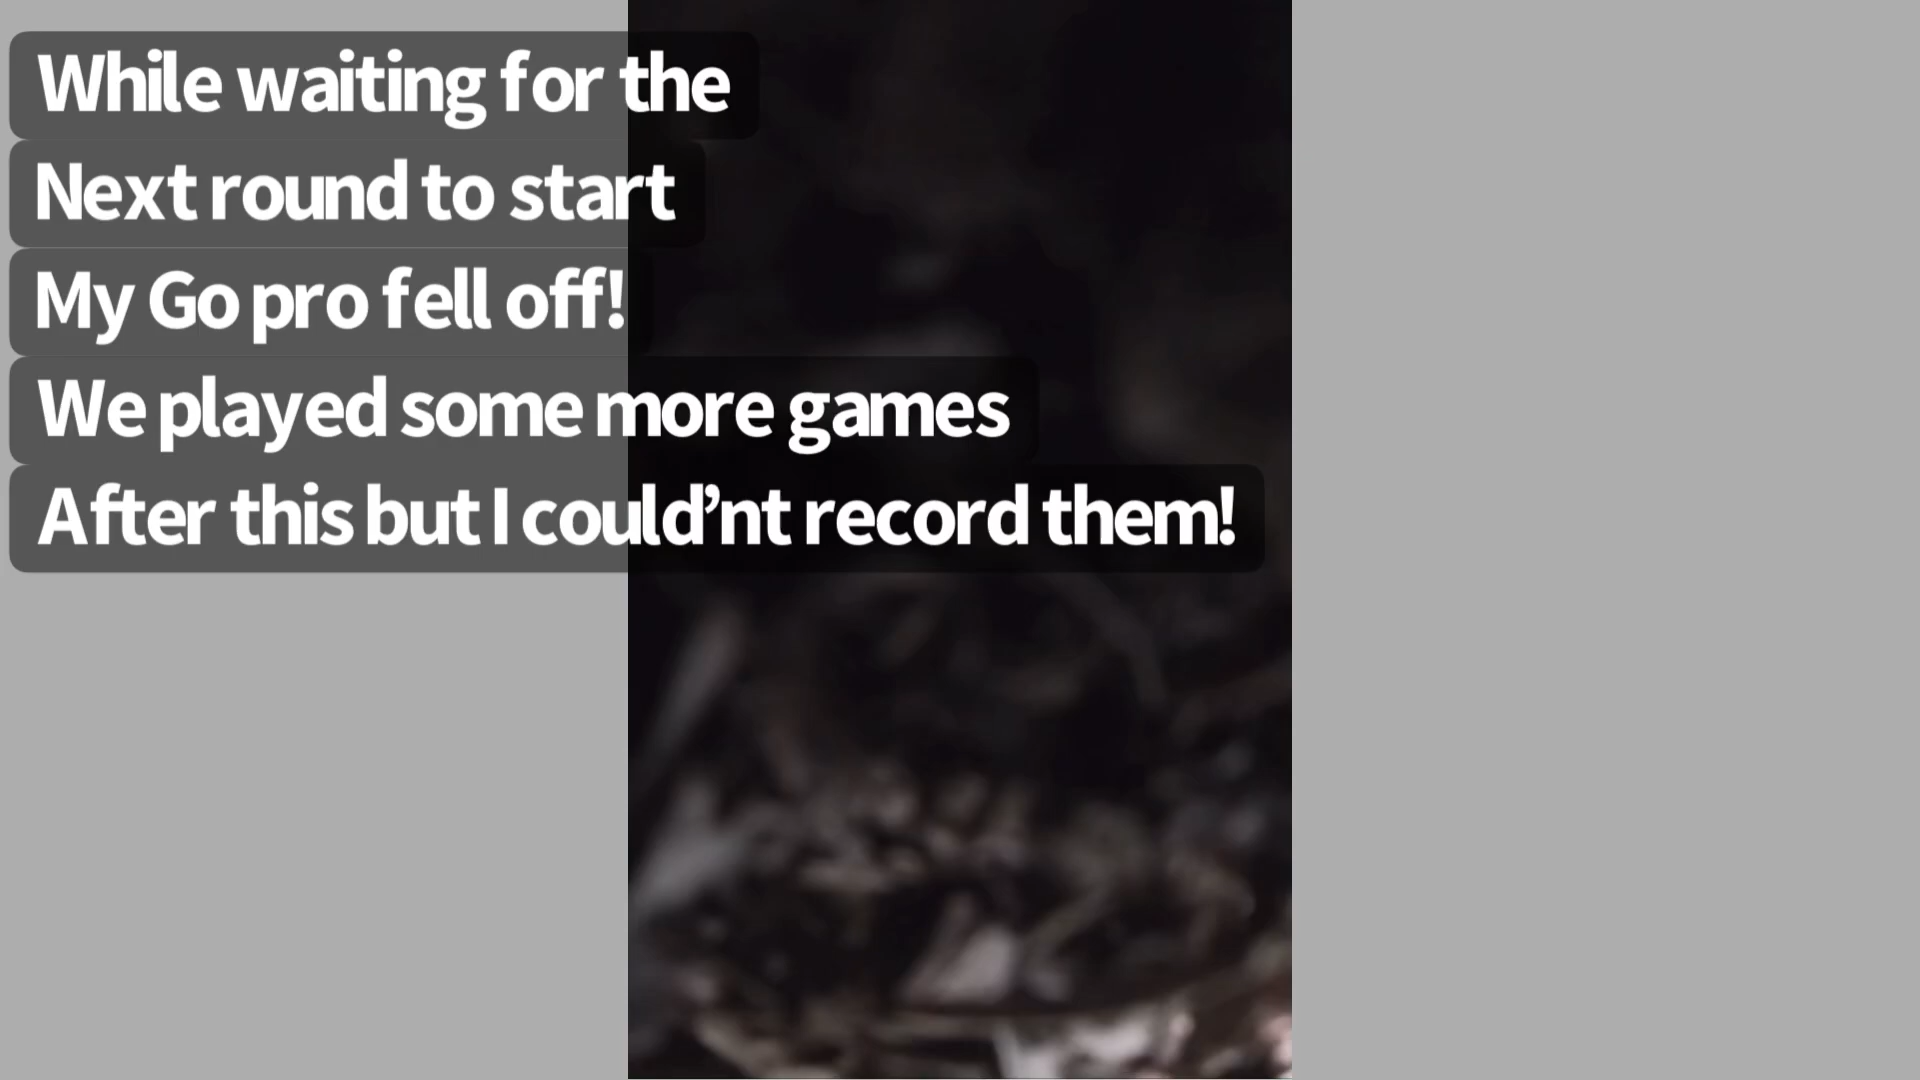 While waiting for the
Next round to start
My Go pro fell off!
We played some more games
After this but I could’nt record them!